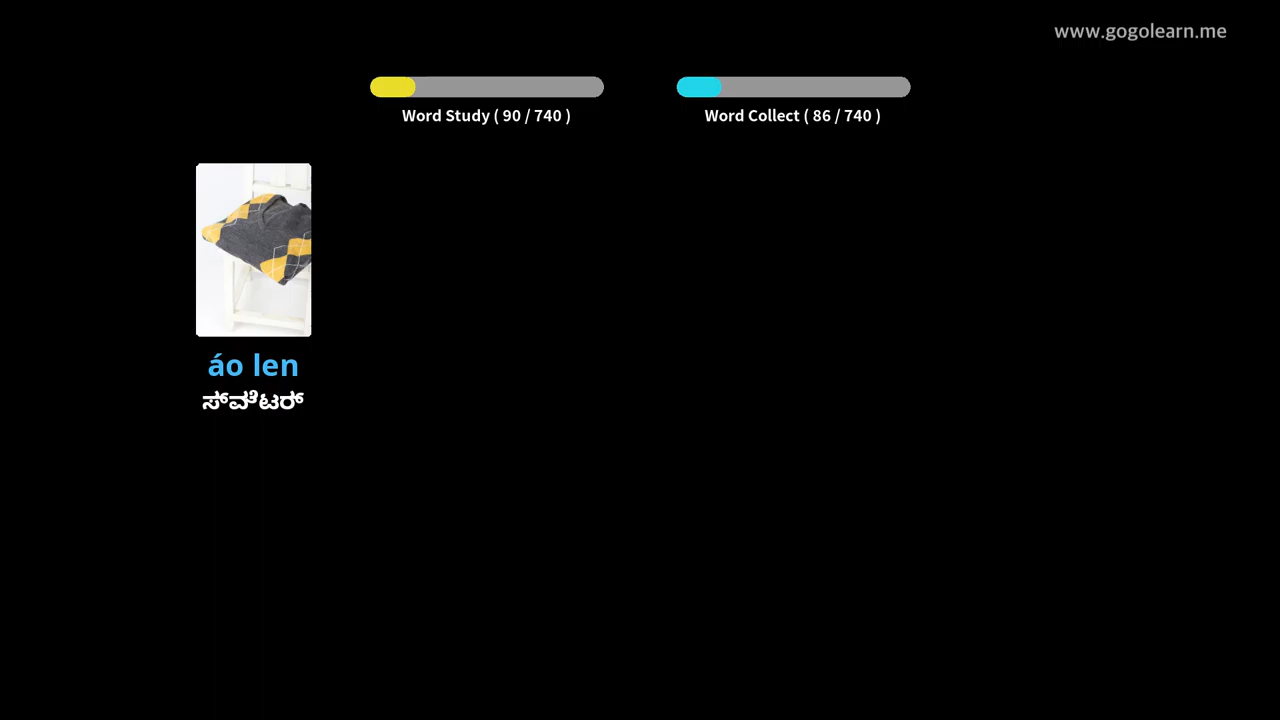 www.gogolearn.me
Word Study ( 90 / 740 )
Word Collect ( 86 / 740 )
áo len
ಸ್ವೆಟರ್